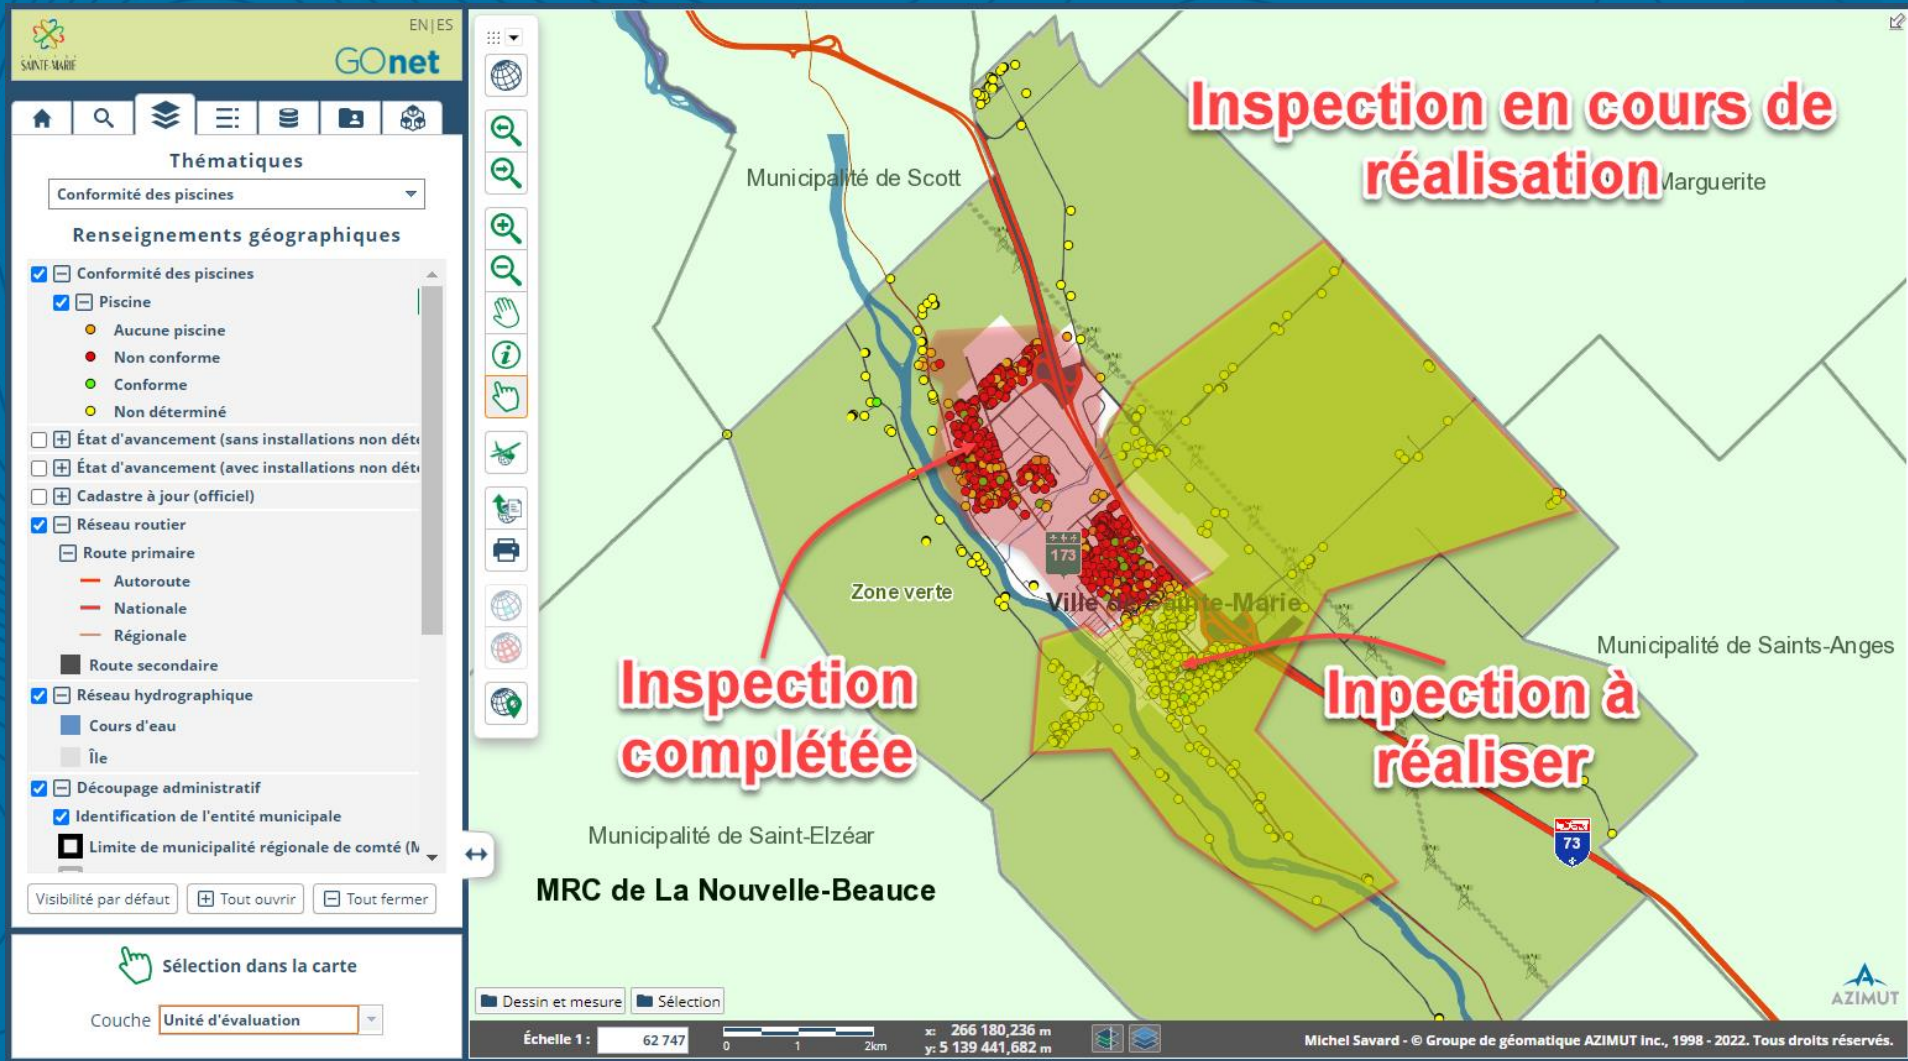 SAINTE-MARIE
EN|ES
GOnet
Thématiques
Conformité des piscines
Renseignements géographiques
Conformité des piscines
Piscine
Aucune piscine
Non conforme
Conforme
Non déterminé
État d'avancement (sans installations non déte
État d'avancement (avec installations non déte
Cadastre à jour (officiel)
Réseau routier
Route primaire
Autoroute
Nationale
Régionale
Route secondaire
Réseau hydrographique
Cours d'eau
Île
Découpage administratif
Identification de l'entité municipale
Limite de municipalité régionale de comté (M
Visibilité par défaut
Tout ouvrir
Tout fermer
Sélection dans la carte
Couche
Unité d'évaluation
Inspection en cours de
réalisation
Municipalité de Scott
Marguerite
173
Zone verte
Ville de Sainte-Marie
Municipalité de Saints-Anges
Inspection
complétée
Inpection à
réaliser
73
Municipalité de Saint-Elzéar
MRC de La Nouvelle-Beauce
AZIMUT
Dessin et mesure
Sélection
Échelle 1 :
62 747
0 1 2km
x: 266 180,236 m
y: 5 139 441,682 m
Michel Savard - © Groupe de géomatique AZIMUT Inc., 1998 - 2022. Tous droits réservés.